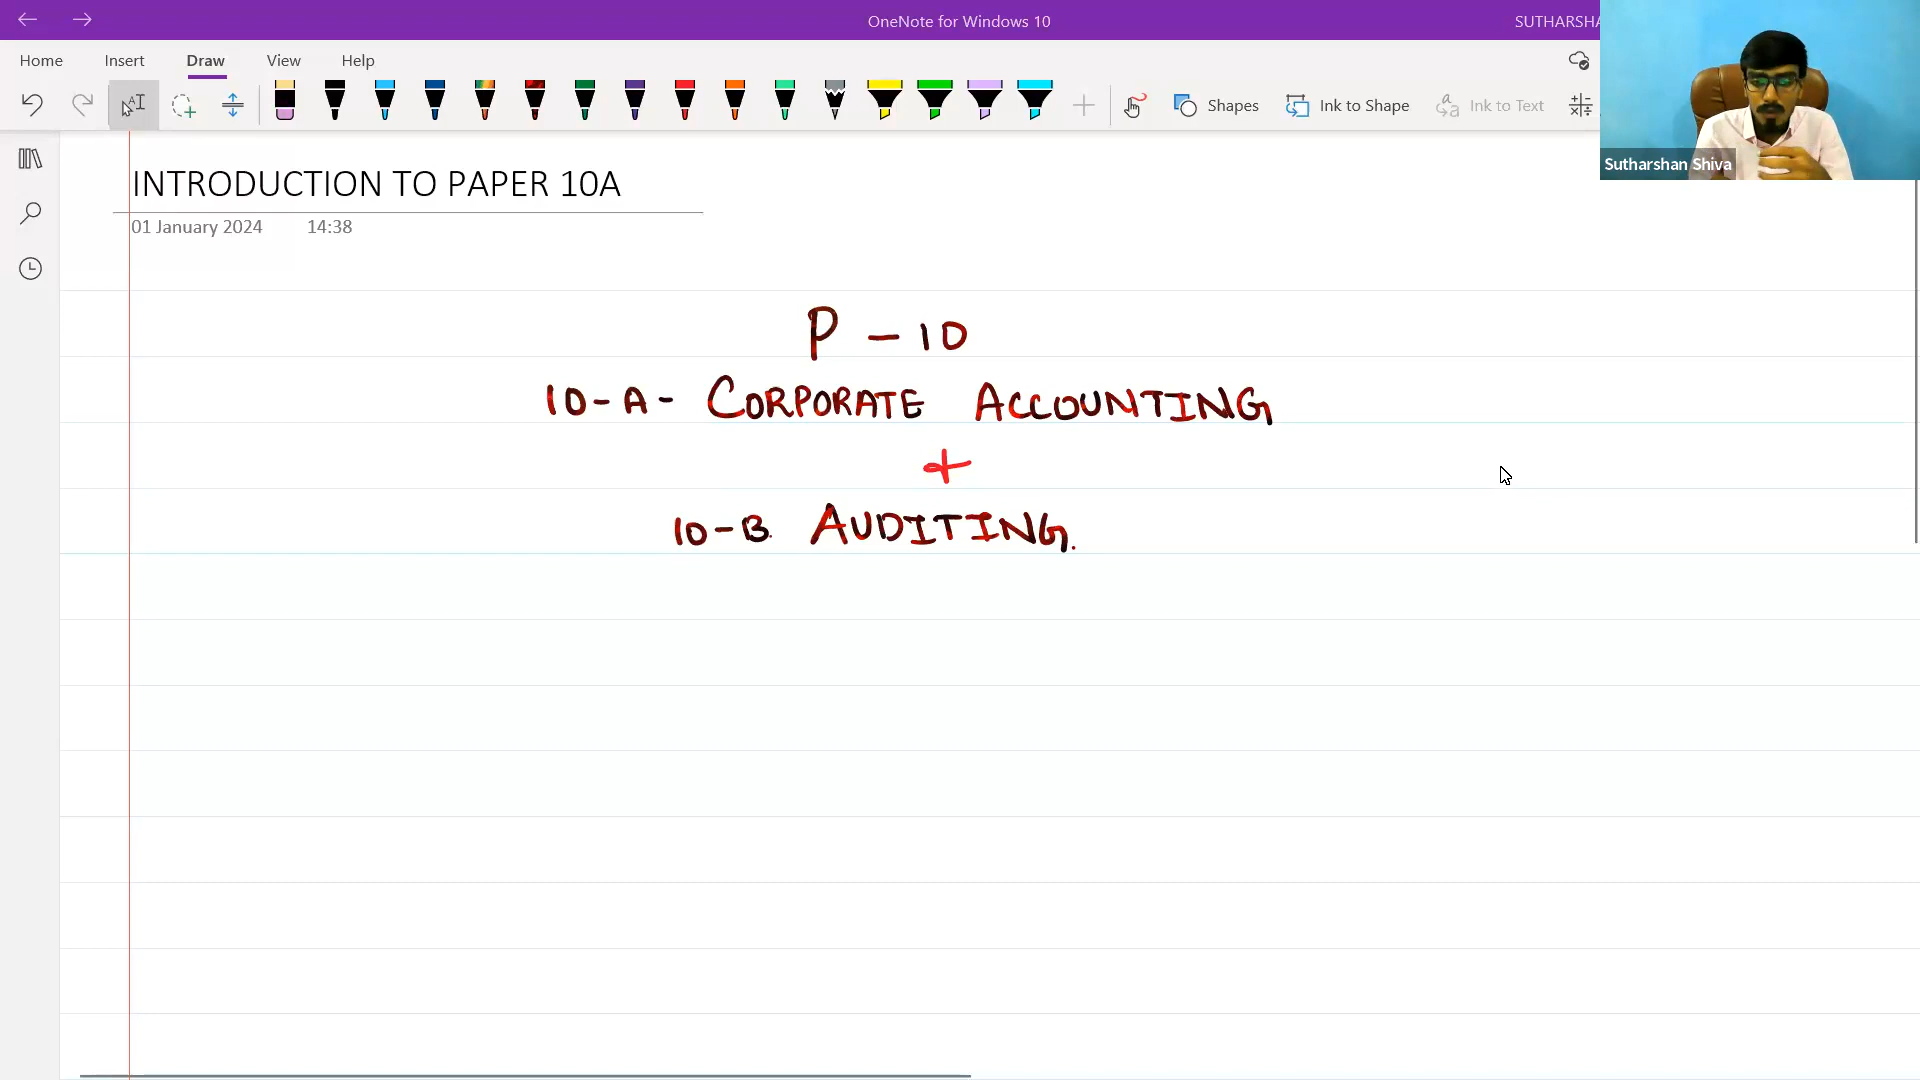 OneNote for Windows 10
SUTHARSHA
Home Insert Draw View Help
Shapes Ink to Shape Ink to Text
Sutharshan Shiva
INTRODUCTION TO PAPER 10A
01 January 2024 14:38
P - 10
10-A- CORPORATE ACCOUNTING
+
10-B. AUDITING.